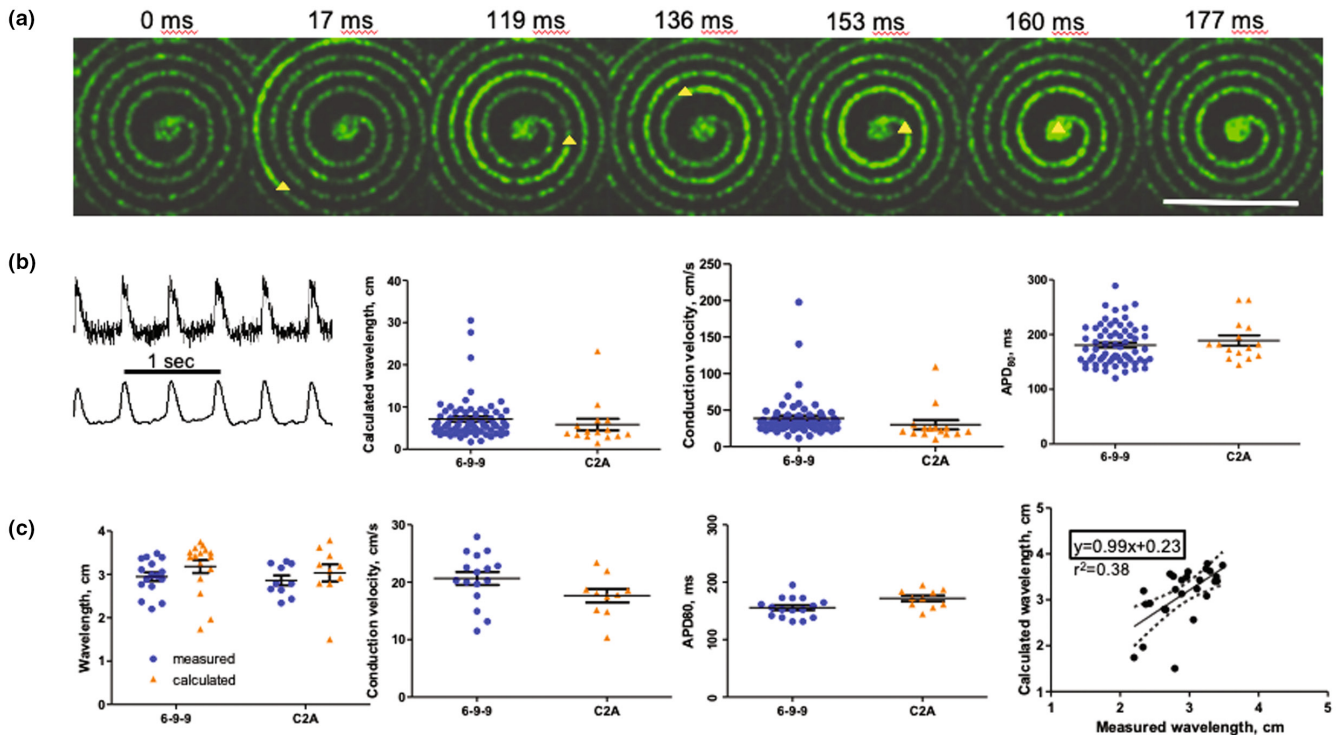 (a)
0 ms 17 ms 119 ms 136 ms 153 ms 160 ms 177 ms
(b)
1 sec
Calculated wavelength, cm
40
30
20
10
0
6-9-9 C2A
Conduction velocity, cm/s
250
200
150
100
50
0
6-9-9 C2A
APD80, ms
300
200
100
0
6-9-9 C2A
(c)
Wavelength, cm
4
3
2
1
0
measured
calculated
6-9-9 C2A
Conduction velocity, cm/s
30
20
10
0
6-9-9 C2A
APD80, ms
300
200
100
0
6-9-9 C2A
Calculated wavelength, cm
5
4
3
2
1
y=0.99x+0.23
r²=0.38
1 2 3 4 5
Measured wavelength, cm